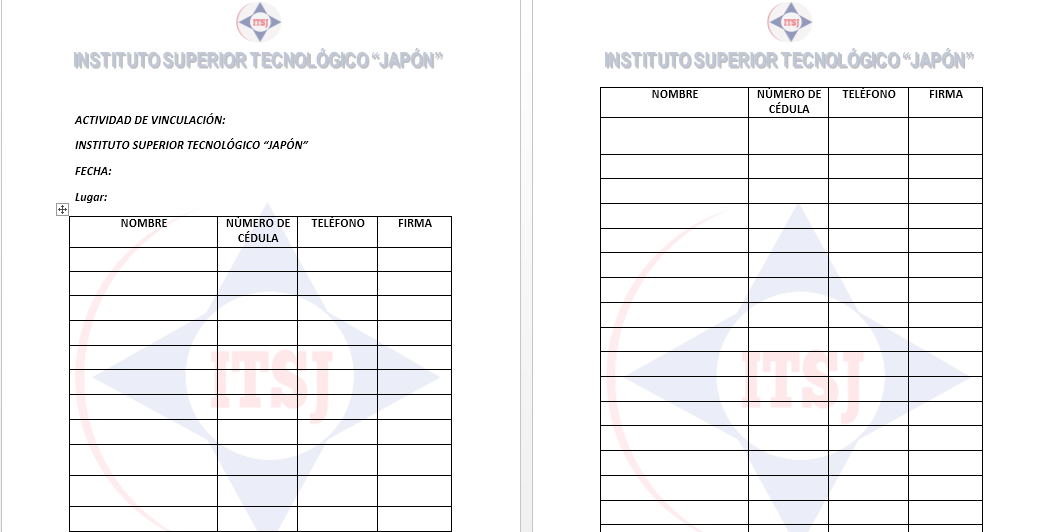 ITSJ
INSTITUTO SUPERIOR TECNOLÓGICO “JAPÓN”
ACTIVIDAD DE VINCULACIÓN:
INSTITUTO SUPERIOR TECNOLÓGICO “JAPÓN”
FECHA:
Lugar:
NOMBRE NÚMERO DE CÉDULA TELÉFONO FIRMA
ITSJ
ITSJ
INSTITUTO SUPERIOR TECNOLÓGICO “JAPÓN”
NOMBRE NÚMERO DE CÉDULA TELÉFONO FIRMA
ITSJ